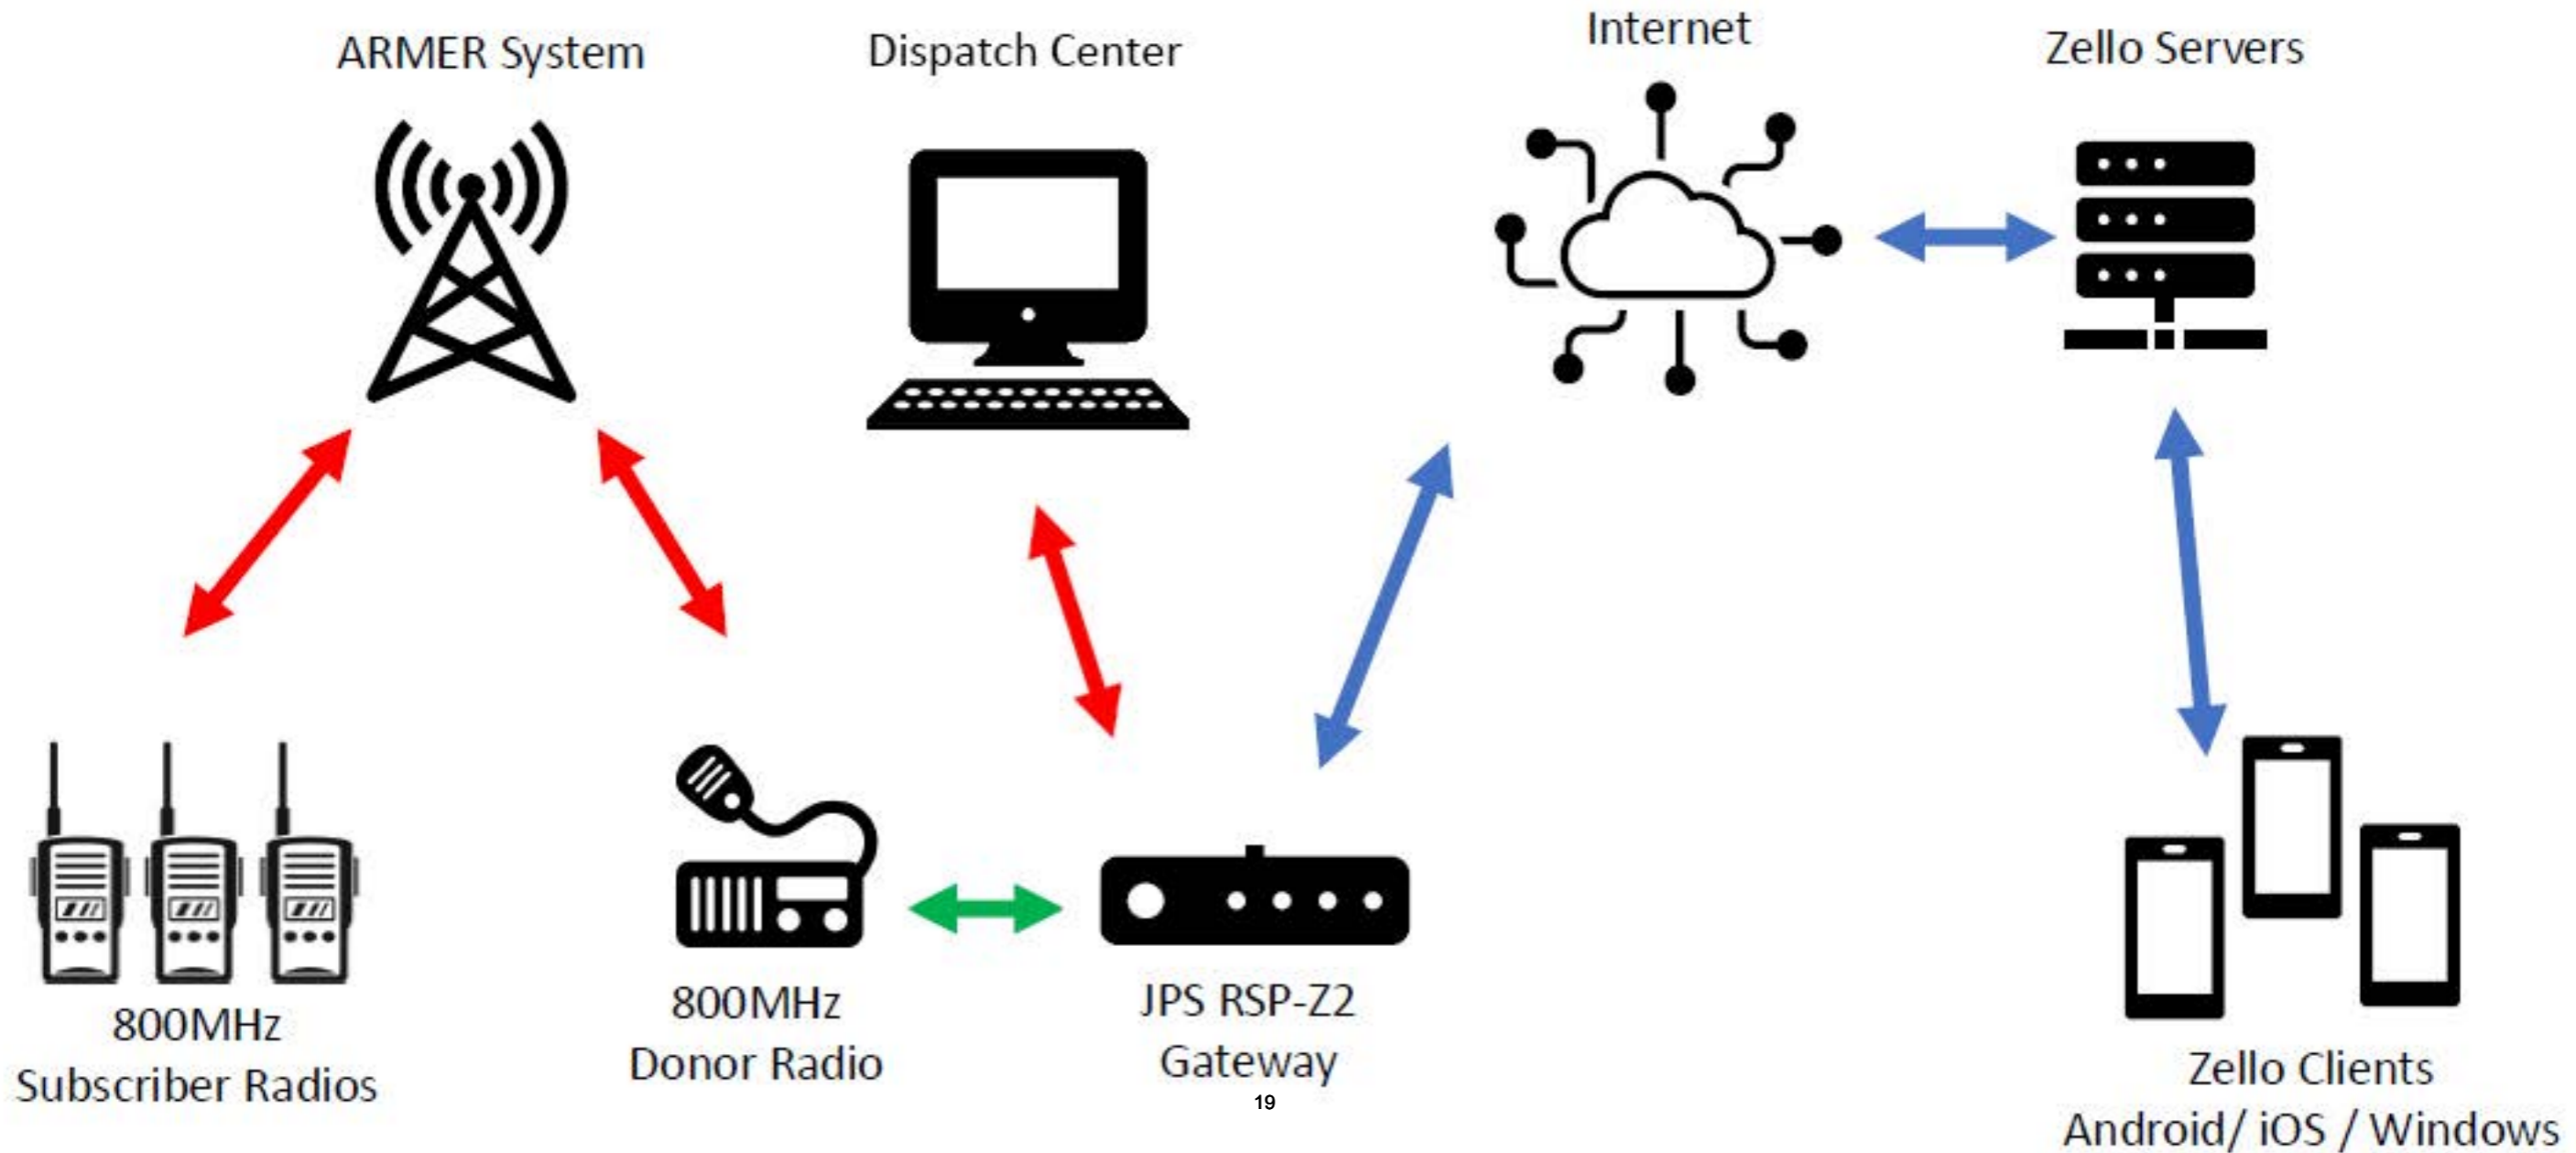 ARMER System
Dispatch Center
Internet
Zello Servers
800MHz
Subscriber Radios
800MHz
Donor Radio
JPS RSP-Z2
Gateway
19
Zello Clients
Android/ iOS / Windows